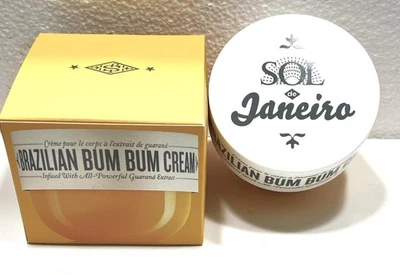 Crème pour le corps à l'extrait de guaraná
BRAZILIAN BUM BUM CREAM
Infused With All-Powerful Guaraná Extract
SOL
de
Janeiro
BRAZILIAN BUM BUM CREAM